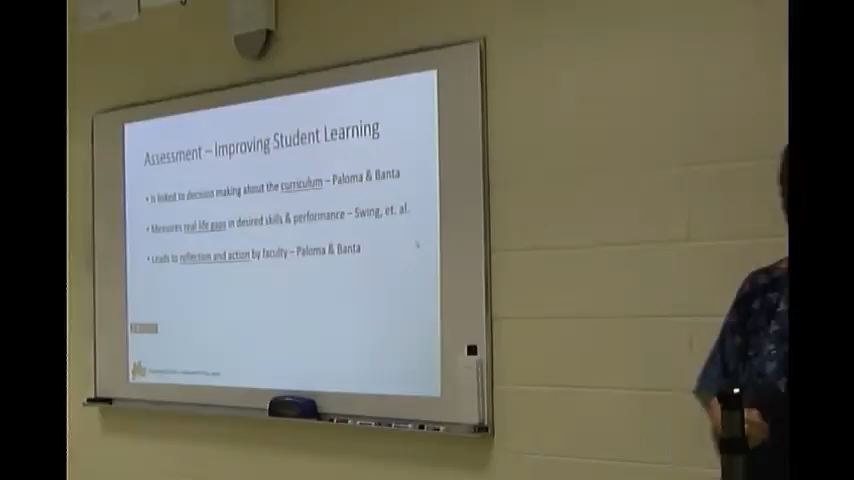 Assessment – Improving Student Learning
• Is linked to decision making about the curriculum – Paloma & Banta
• Measures real life gaps in desired skills & performance – Swing, et. al.
• Leads to reflection and action by faculty – Paloma & Banta